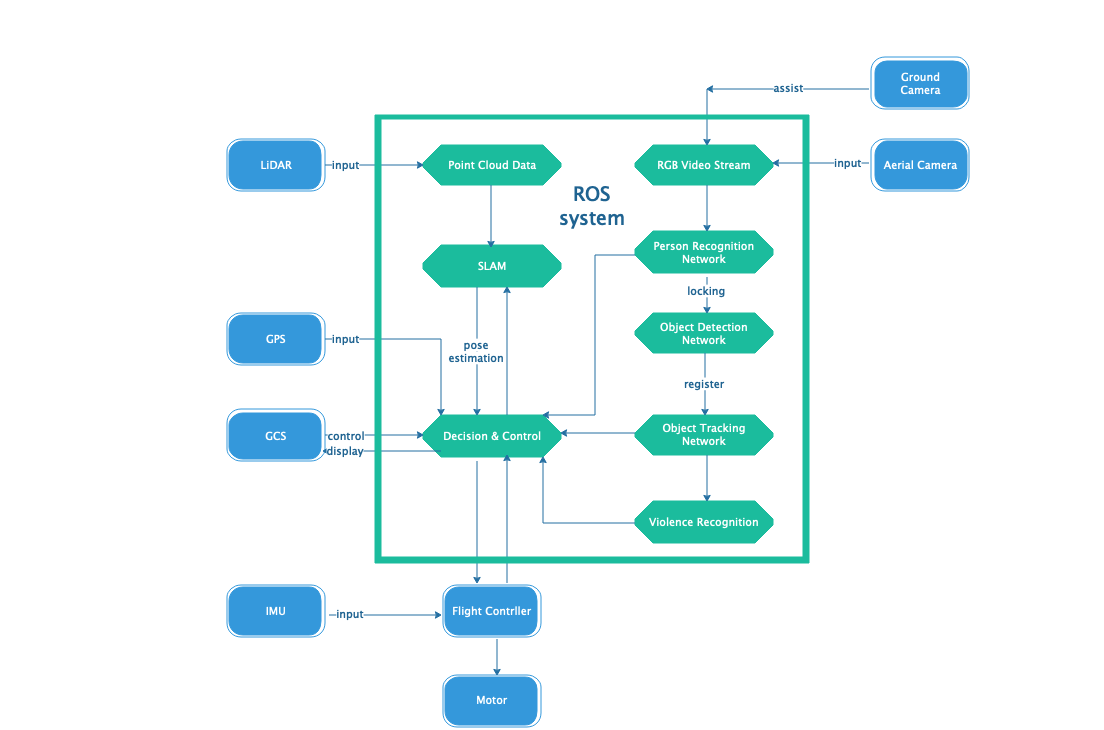 Ground
Camera
assist
LiDAR
input
Point Cloud Data
RGB Video Stream
input
Aerial Camera
ROS
system
Person Recognition
Network
SLAM
locking
GPS
input
Object Detection
Network
pose
estimation
register
GCS
control
display
Decision & Control
Object Tracking
Network
Violence Recognition
IMU
input
Flight Contrller
Motor